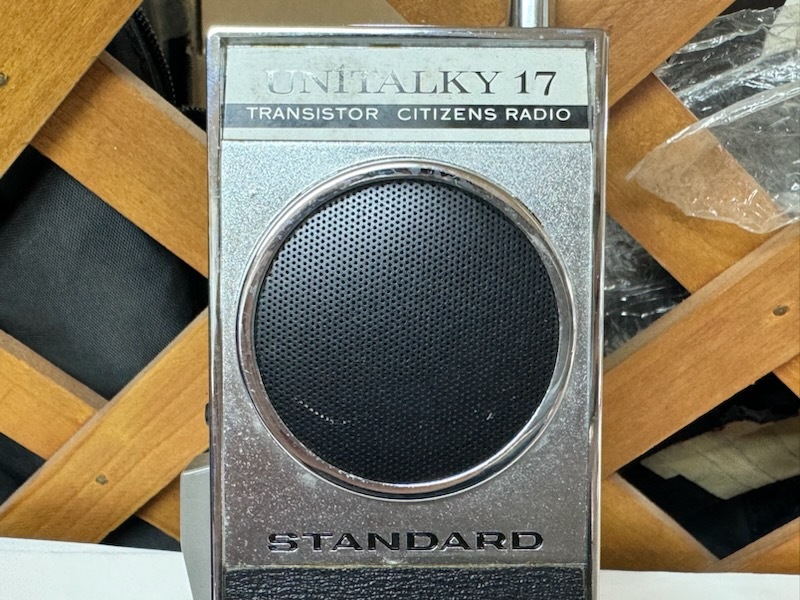 UNITALKY 17
TRANSISTOR CITIZENS RADIO
STANDARD